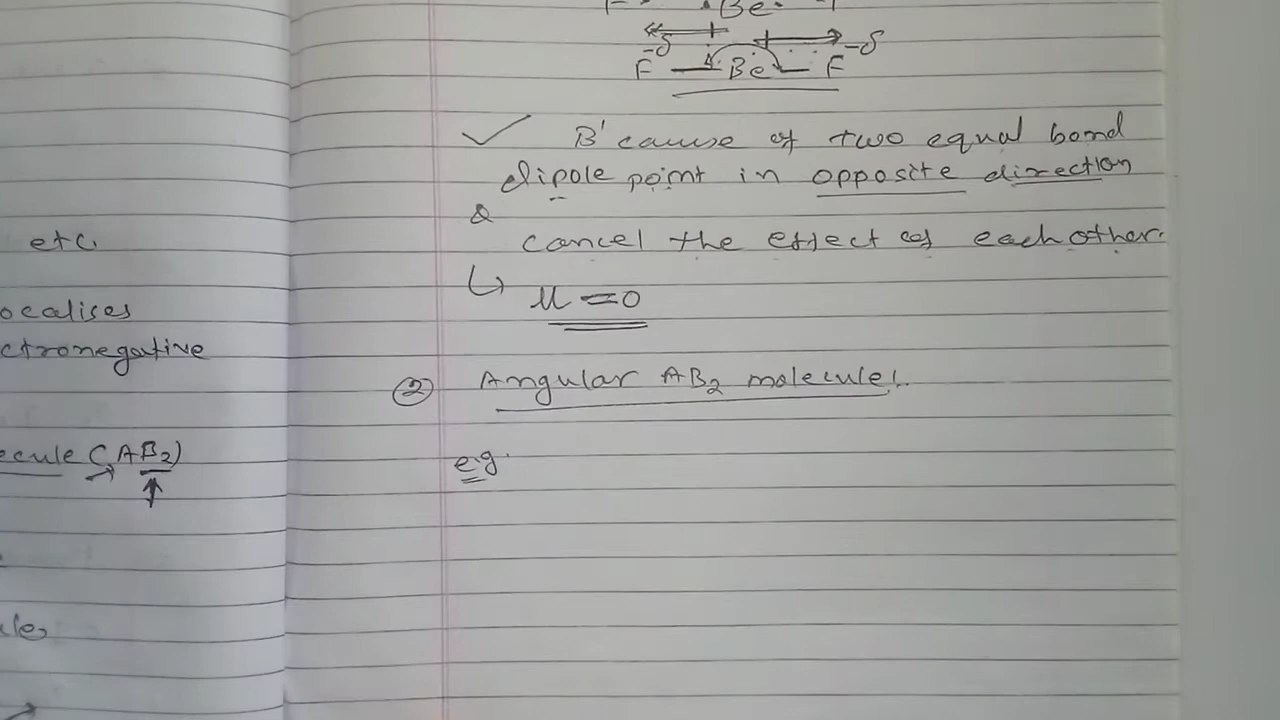 etc.
ocalises
ctronegative
ecule (AB₂)
Be
-δ -δ
F — Be — F
✓ B'cause of two equal bond
dipole point in opposite direction
&
cancel the effect of each other.
↳ μ = 0
② Angular AB₂ molecule!.
e.g.